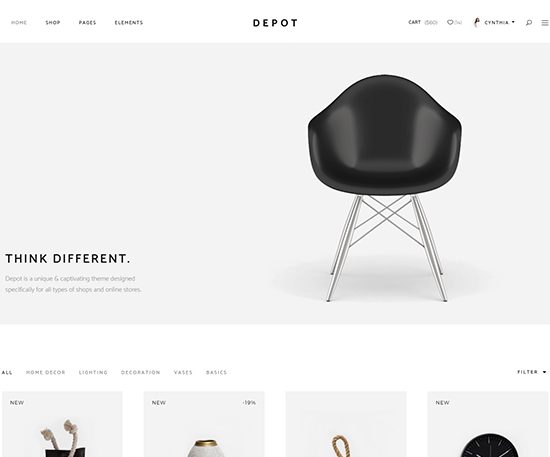 HOME SHOP PAGES ELEMENTS DEPOT CART ($60) (14) CYNTHIA
THINK DIFFERENT.
Depot is a unique & captivating theme designed
specifically for all types of shops and online stores.
ALL HOME DECOR LIGHTING DECORATION VASES BASICS FILTER
NEW NEW -19% NEW